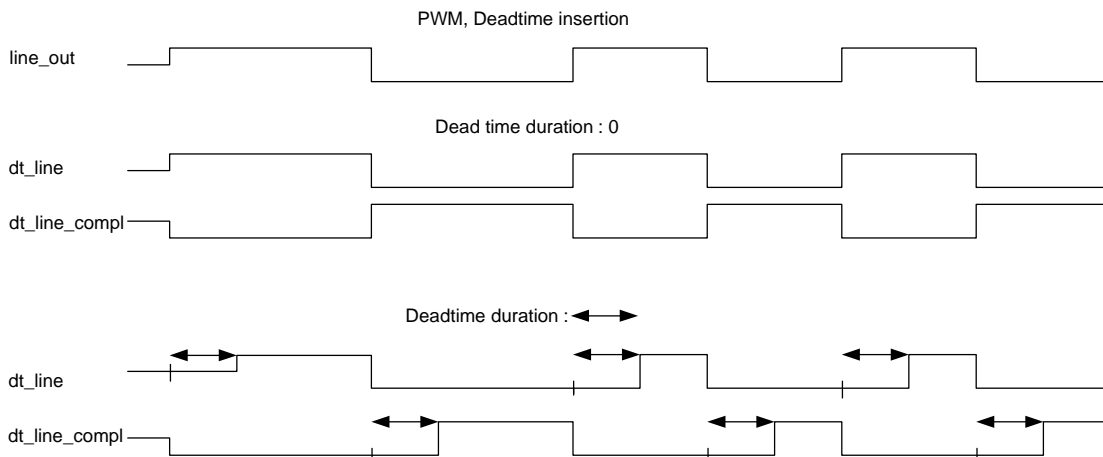 PWM, Deadtime insertion
line_out
Dead time duration : 0
dt_line
dt_line_compl
Deadtime duration :
dt_line
dt_line_compl